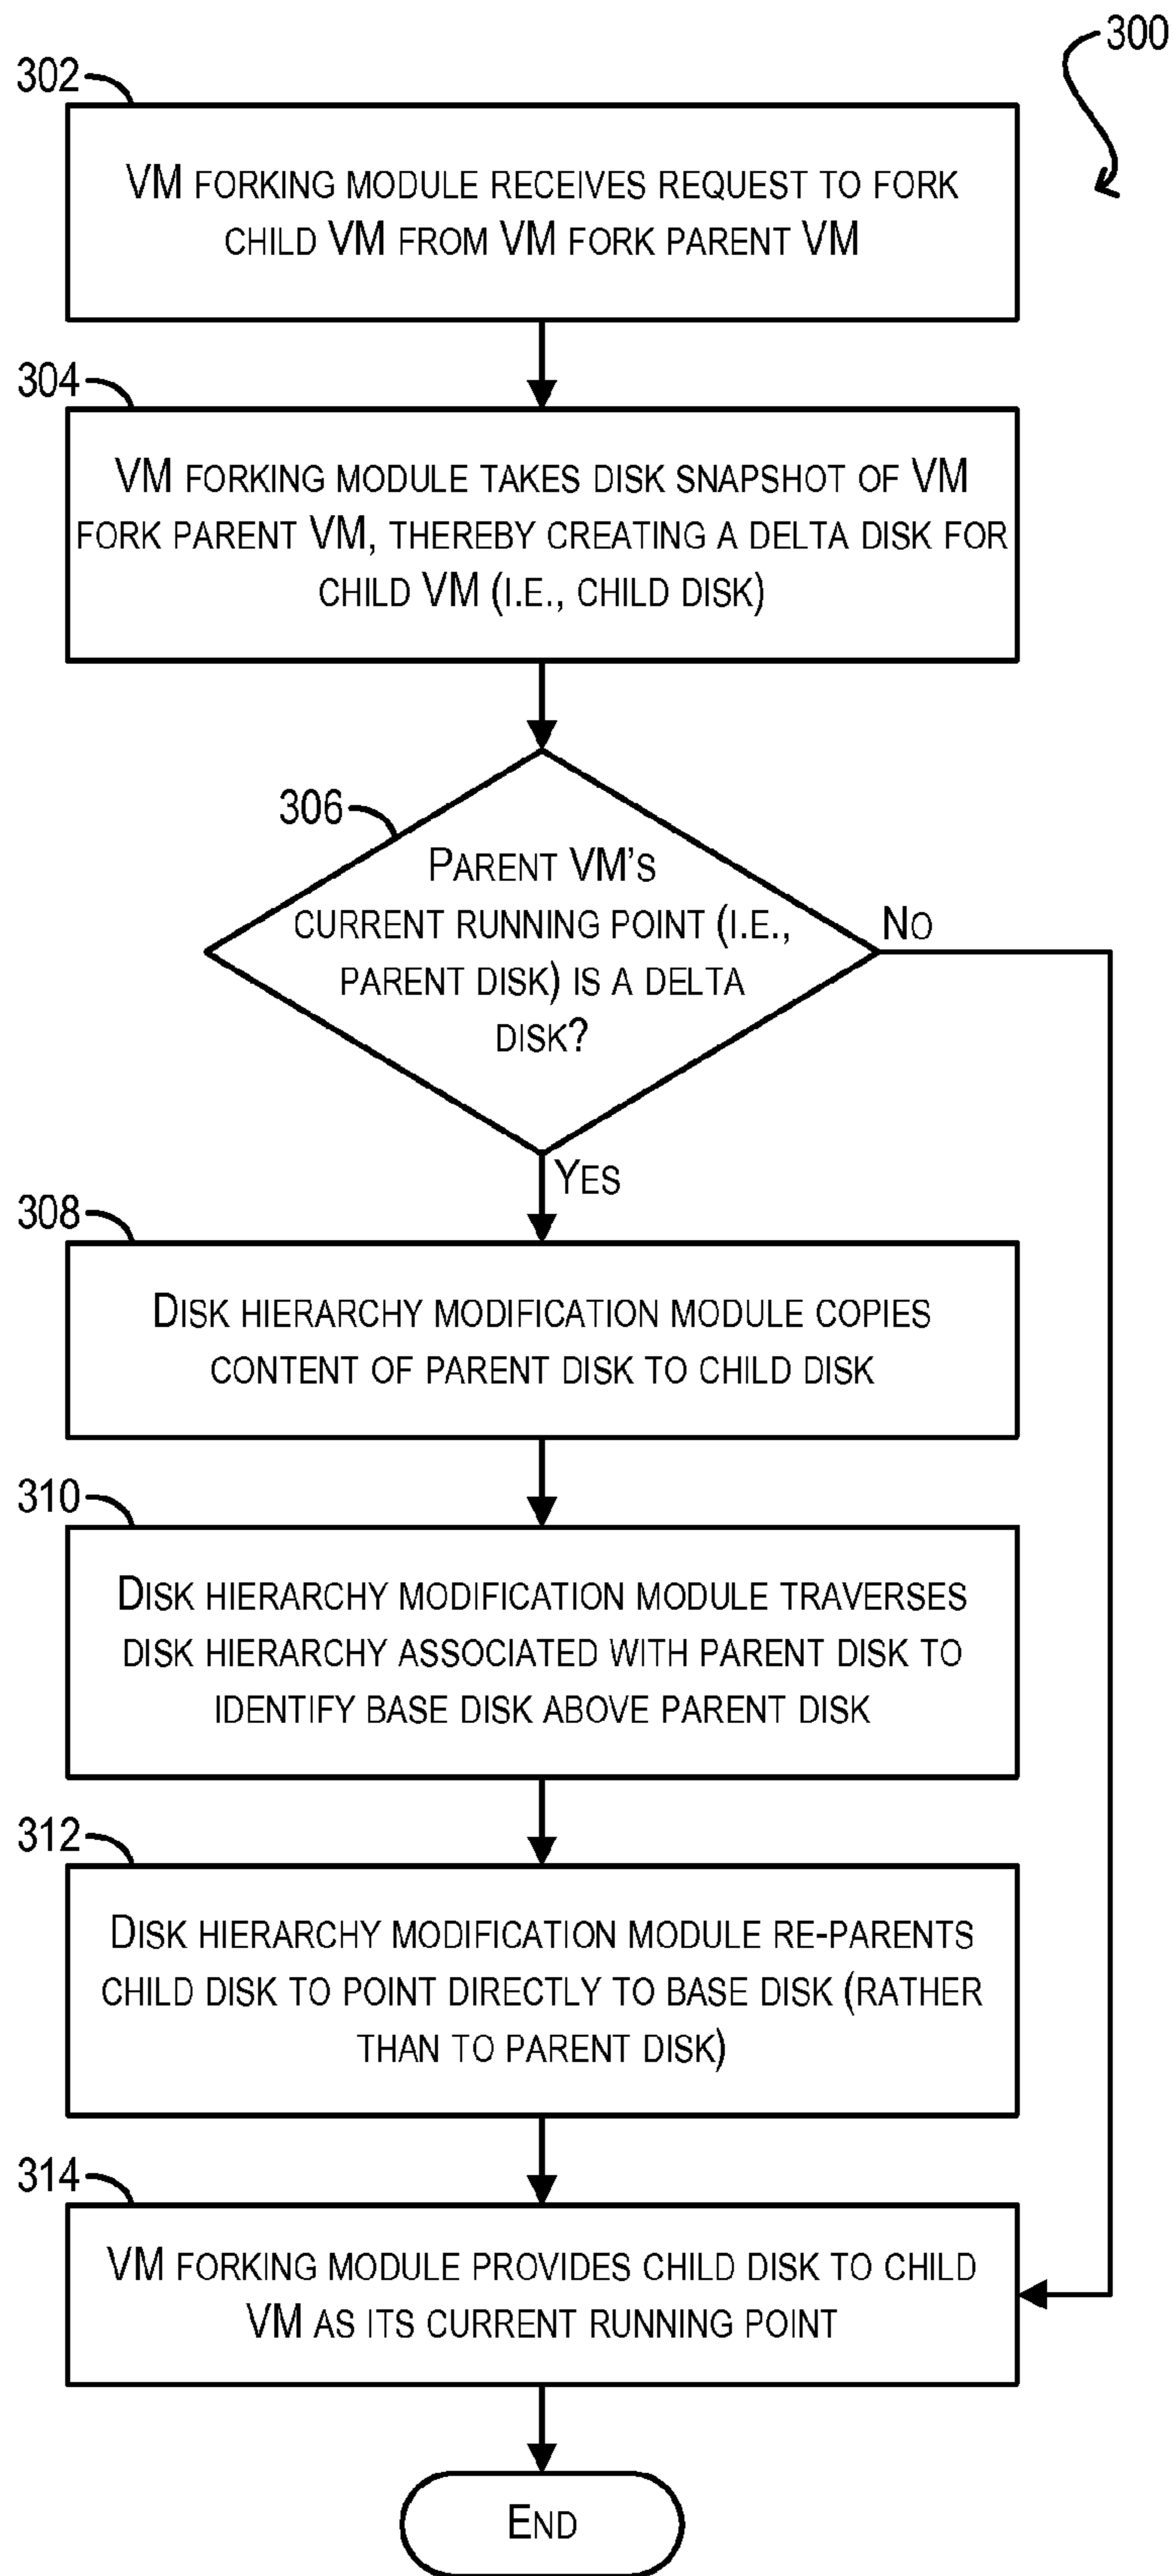 300
302
VM FORKING MODULE RECEIVES REQUEST TO FORK
CHILD VM FROM VM FORK PARENT VM
304
VM FORKING MODULE TAKES DISK SNAPSHOT OF VM
FORK PARENT VM, THEREBY CREATING A DELTA DISK FOR
CHILD VM (I.E., CHILD DISK)
306
PARENT VM'S
CURRENT RUNNING POINT (I.E.,
PARENT DISK) IS A DELTA
DISK?
NO
YES
308
DISK HIERARCHY MODIFICATION MODULE COPIES
CONTENT OF PARENT DISK TO CHILD DISK
310
DISK HIERARCHY MODIFICATION MODULE TRAVERSES
DISK HIERARCHY ASSOCIATED WITH PARENT DISK TO
IDENTIFY BASE DISK ABOVE PARENT DISK
312
DISK HIERARCHY MODIFICATION MODULE RE-PARENTS
CHILD DISK TO POINT DIRECTLY TO BASE DISK (RATHER
THAN TO PARENT DISK)
314
VM FORKING MODULE PROVIDES CHILD DISK TO CHILD
VM AS ITS CURRENT RUNNING POINT
END